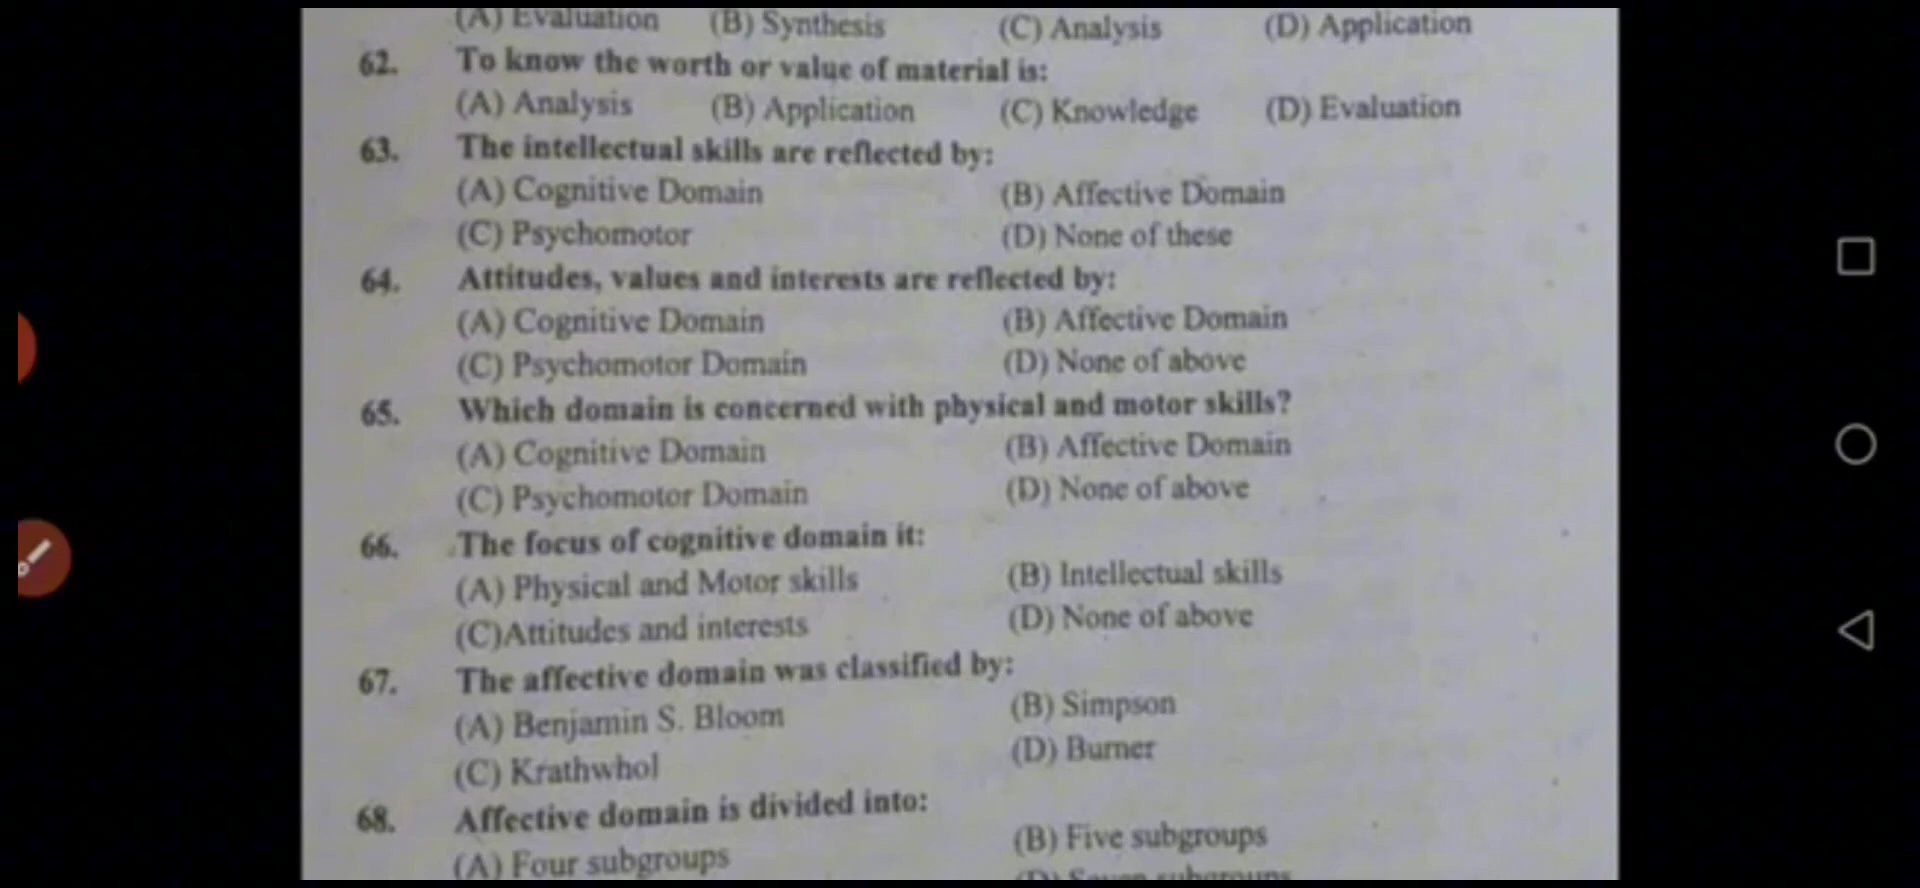 (A) Evaluation (B) Synthesis (C) Analysis (D) Application
62. To know the worth or value of material is:
(A) Analysis (B) Application (C) Knowledge (D) Evaluation
63. The intellectual skills are reflected by:
(A) Cognitive Domain (B) Affective Domain
(C) Psychomotor (D) None of these
64. Attitudes, values and interests are reflected by:
(A) Cognitive Domain (B) Affective Domain
(C) Psychomotor Domain (D) None of above
65. Which domain is concerned with physical and motor skills?
(A) Cognitive Domain (B) Affective Domain
(C) Psychomotor Domain (D) None of above
66. The focus of cognitive domain it:
(A) Physical and Motor skills (B) Intellectual skills
(C)Attitudes and interests (D) None of above
67. The affective domain was classified by:
(A) Benjamin S. Bloom (B) Simpson
(C) Krathwhol (D) Burner
68. Affective domain is divided into:
(A) Four subgroups (B) Five subgroups
(D) Seven subgroups